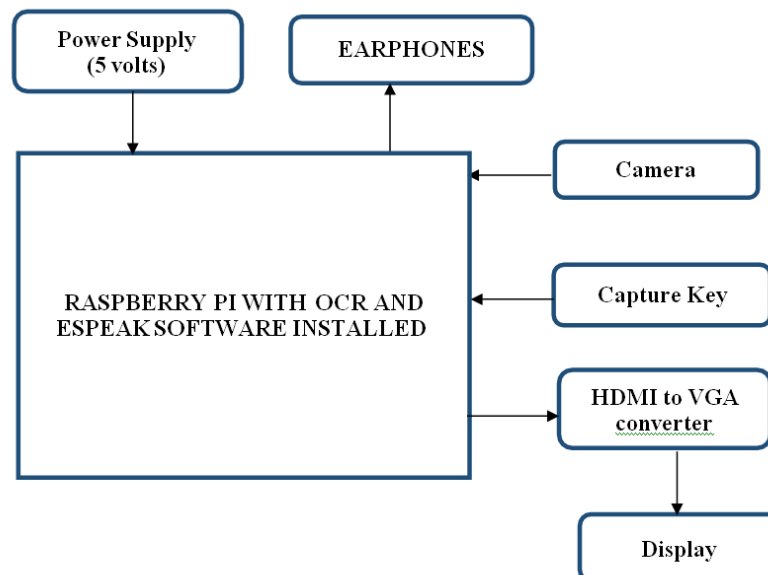 Power Supply
(5 volts)
EARPHONES
Camera
RASPBERRY PI WITH OCR AND
ESPEAK SOFTWARE INSTALLED
Capture Key
HDMI to VGA
converter
Display